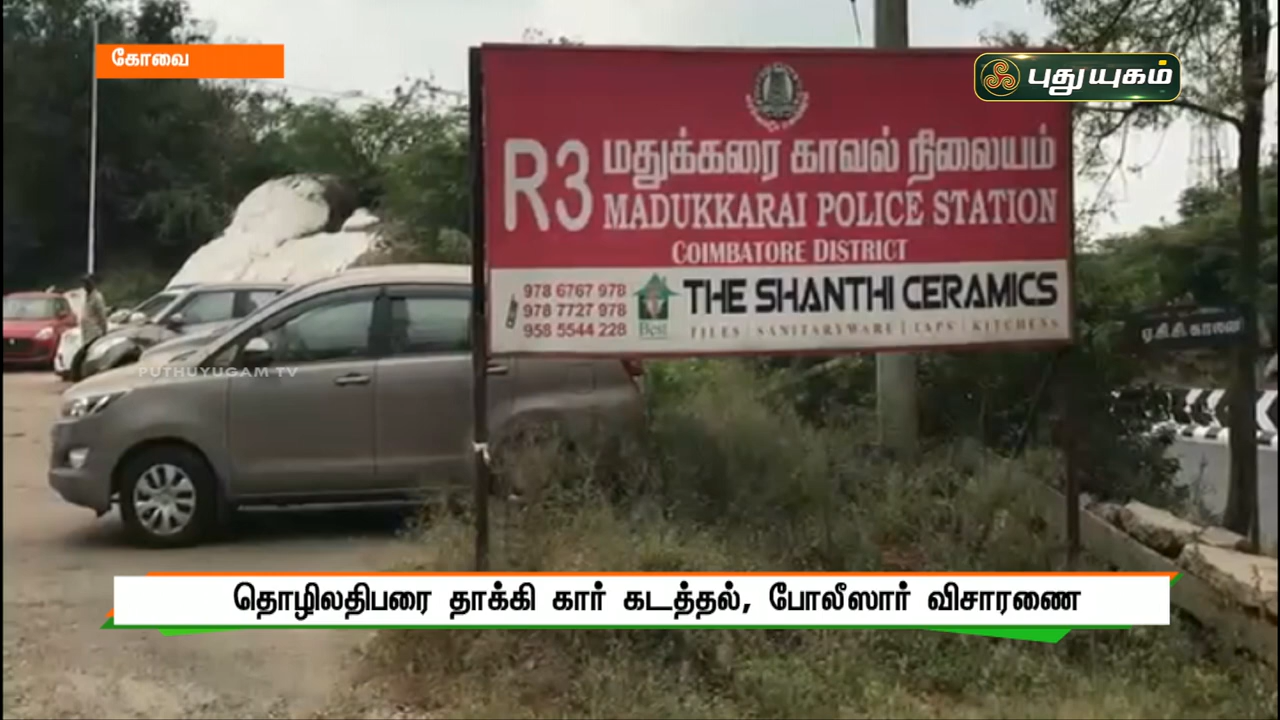 கோவை
புதுயுகம்
R3 மதுக்கரை காவல் நிலையம்
MADUKKARAI POLICE STATION
COIMBATORE DISTRICT
978 6767 978
978 7727 978
958 5544 228
Best
THE SHANTHI CERAMICS
TILES | SANITARYWARE | TAPS | KITCHENS
PUTHUYUGAM TV
தொழிலதிபரை தாக்கி கார் கடத்தல், போலீஸார் விசாரணை